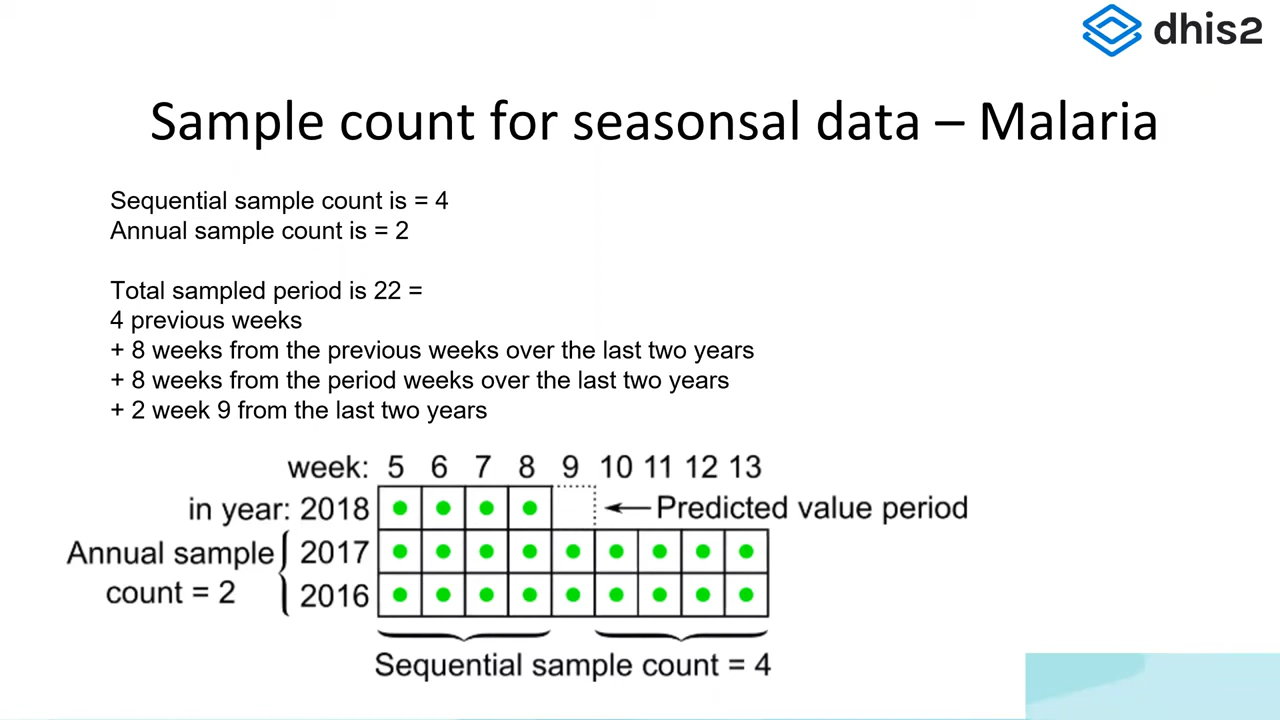 dhis2
Sample count for seasonsal data – Malaria
Sequential sample count is = 4
Annual sample count is = 2
Total sampled period is 22 =
4 previous weeks
+ 8 weeks from the previous weeks over the last two years
+ 8 weeks from the period weeks over the last two years
+ 2 week 9 from the last two years
week: 5 6 7 8 9 10 11 12 13
in year: 2018 Predicted value period
Annual sample 2017
count = 2 2016
Sequential sample count = 4